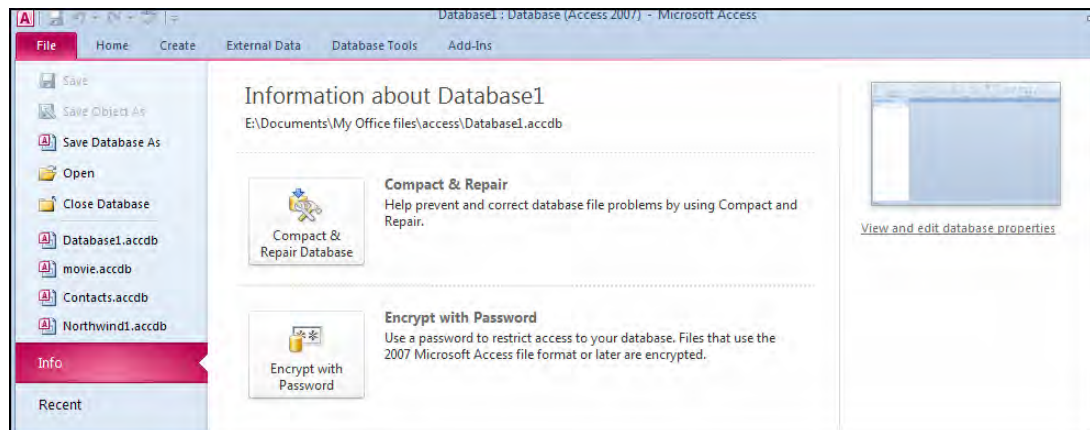 Database1 : Database (Access 2007) - Microsoft Access
File Home Create External Data Database Tools Add-Ins
Save
Save Object As
Save Database As
Open
Close Database
Database1.accdb
movie.accdb
Contacts.accdb
Northwind1.accdb
Info
Recent
Information about Database1
E:\Documents\My Office files\access\Database1.accdb
Compact &
Repair Database
Compact & Repair
Help prevent and correct database file problems by using Compact and
Repair.
Encrypt with
Password
Encrypt with Password
Use a password to restrict access to your database. Files that use the
2007 Microsoft Access file format or later are encrypted.
View and edit database properties